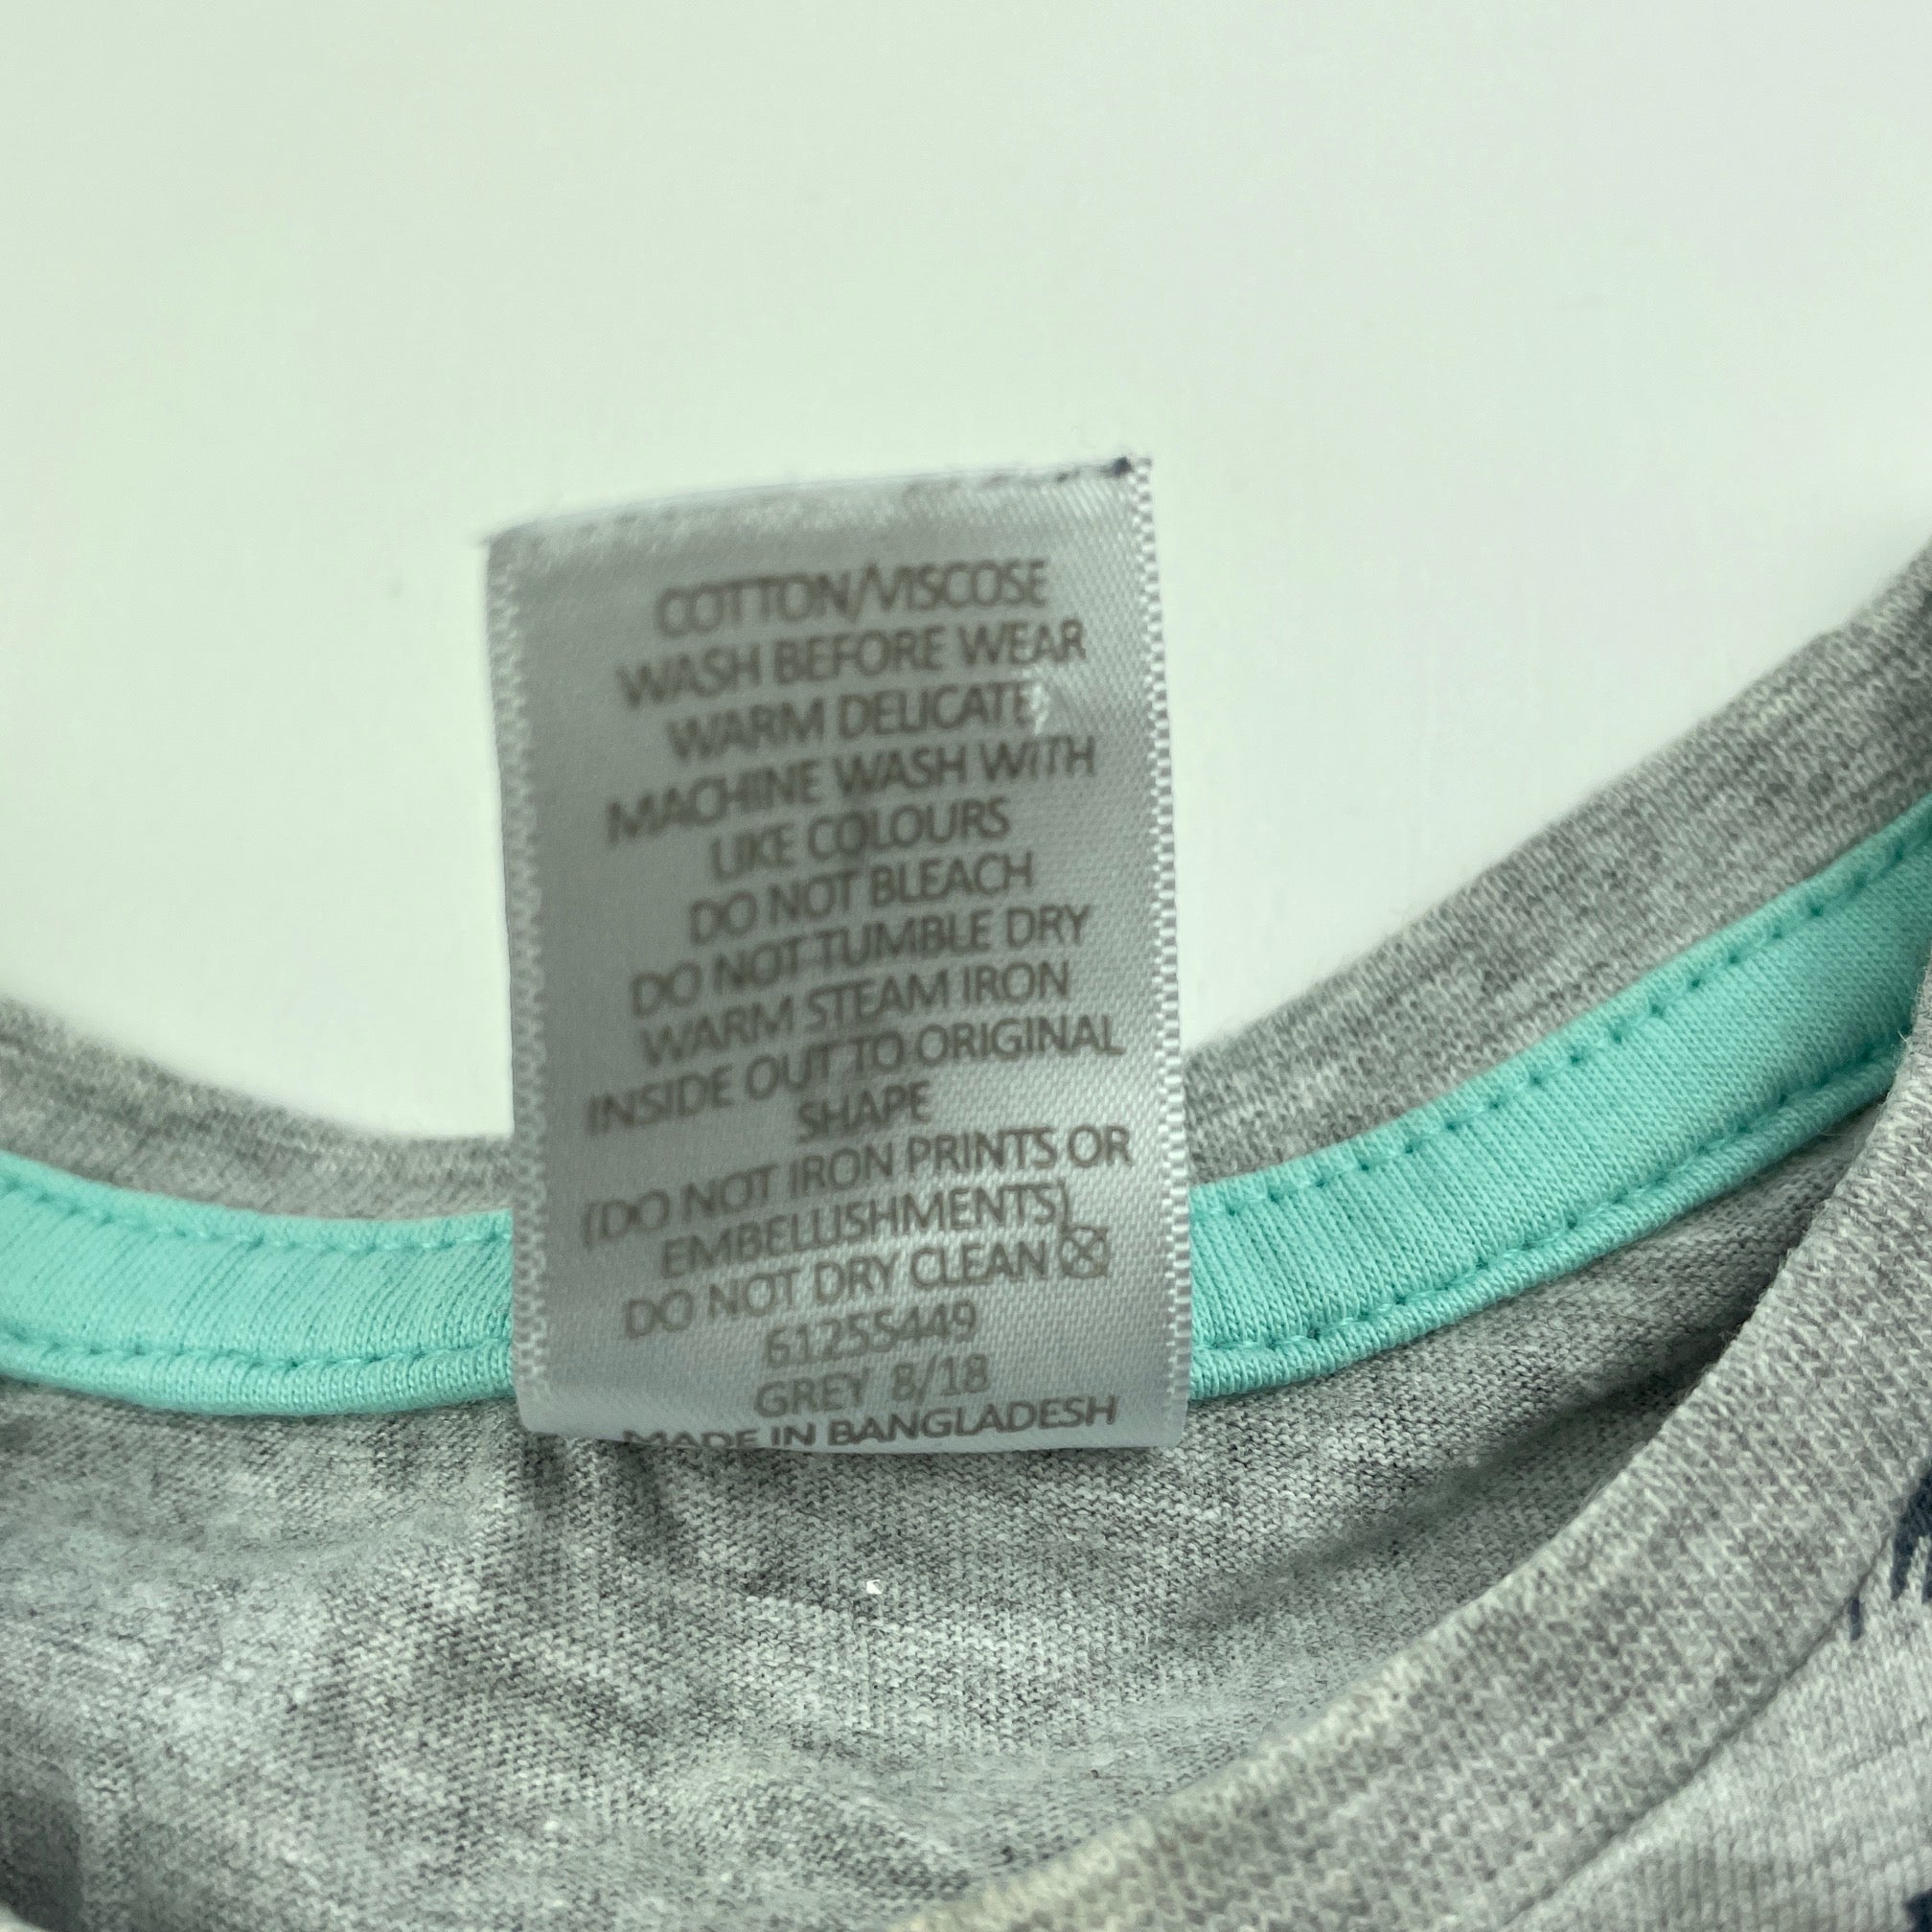 COTTON/VISCOSE
WASH BEFORE WEAR
WARM DELICATE
MACHINE WASH WITH
LIKE COLOURS
DO NOT BLEACH
DO NOT TUMBLE DRY
WARM STEAM IRON
INSIDE OUT TO ORIGINAL
SHAPE
(DO NOT IRON PRINTS OR
EMBELLISHMENTS)
DO NOT DRY CLEAN
61255449
GREY 8/18
MADE IN BANGLADESH